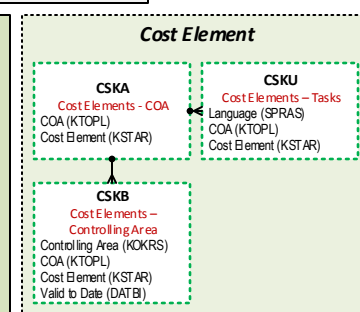 Cost Element
CSKA
Cost Elements - COA
COA (KTOPL)
Cost Element (KSTAR)
CSKU
Cost Elements – Tasks
Language (SPRAS)
COA (KTOPL)
Cost Element (KSTAR)
CSKB
Cost Elements –
Controlling Area
Controlling Area (KOKRS)
COA (KTOPL)
Cost Element (KSTAR)
Valid to Date (DATBI)